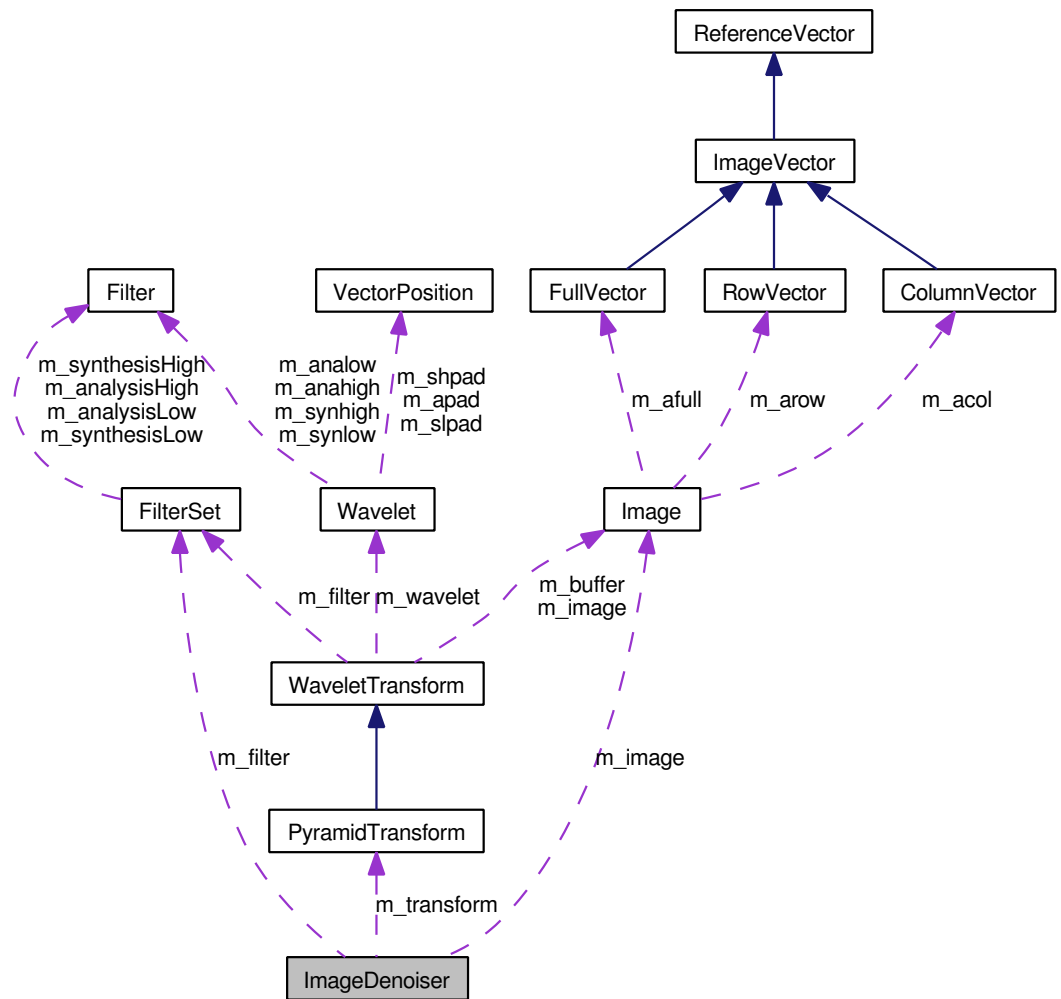 ReferenceVector
ImageVector
Filter
VectorPosition
FullVector
RowVector
ColumnVector
m_synthesisHigh
m_analysisHigh
m_analysisLow
m_synthesisLow
m_analow
m_anahigh
m_synhigh
m_synlow
m_shpad
m_apad
m_slpad
m_afull
m_arow
m_acol
FilterSet
Wavelet
Image
m_filter
m_wavelet
m_buffer
m_image
WaveletTransform
m_filter
m_image
PyramidTransform
m_transform
ImageDenoiser